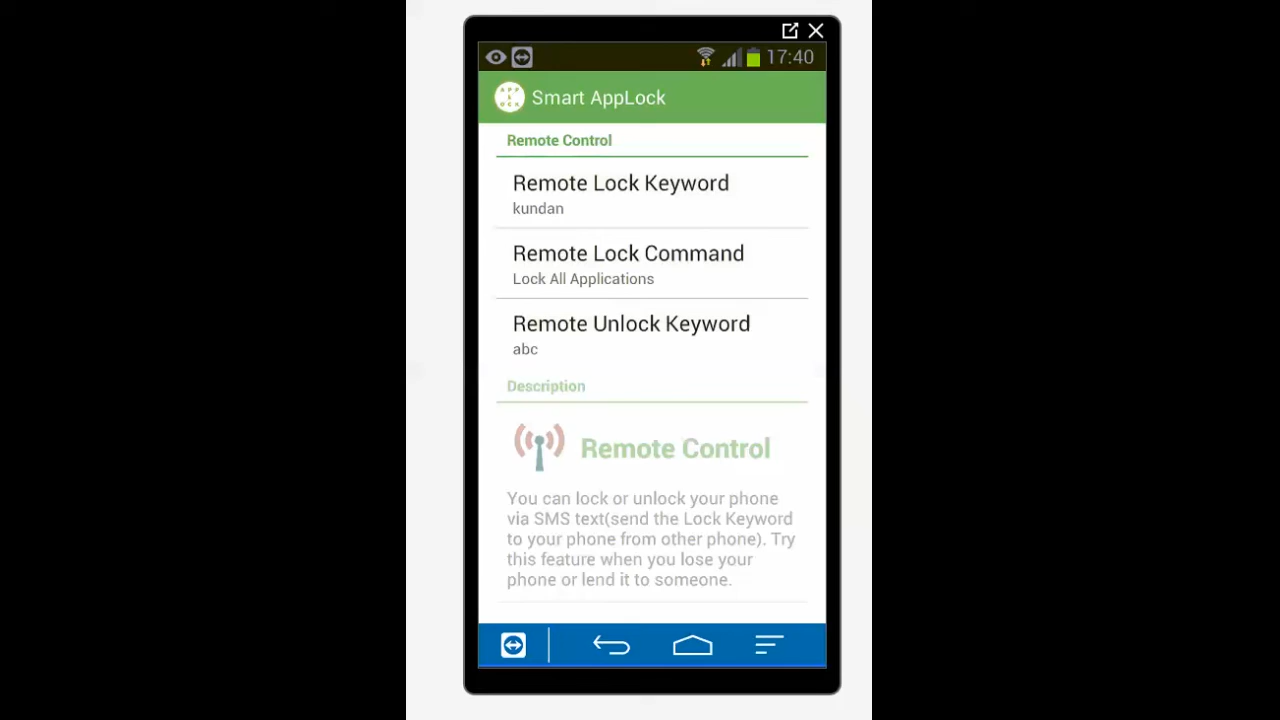 17:40
Smart AppLock
Remote Control
Remote Lock Keyword
kundan
Remote Lock Command
Lock All Applications
Remote Unlock Keyword
abc
Description
Remote Control
You can lock or unlock your phone
via SMS text(send the Lock Keyword
to your phone from other phone). Try
this feature when you lose your
phone or lend it to someone.